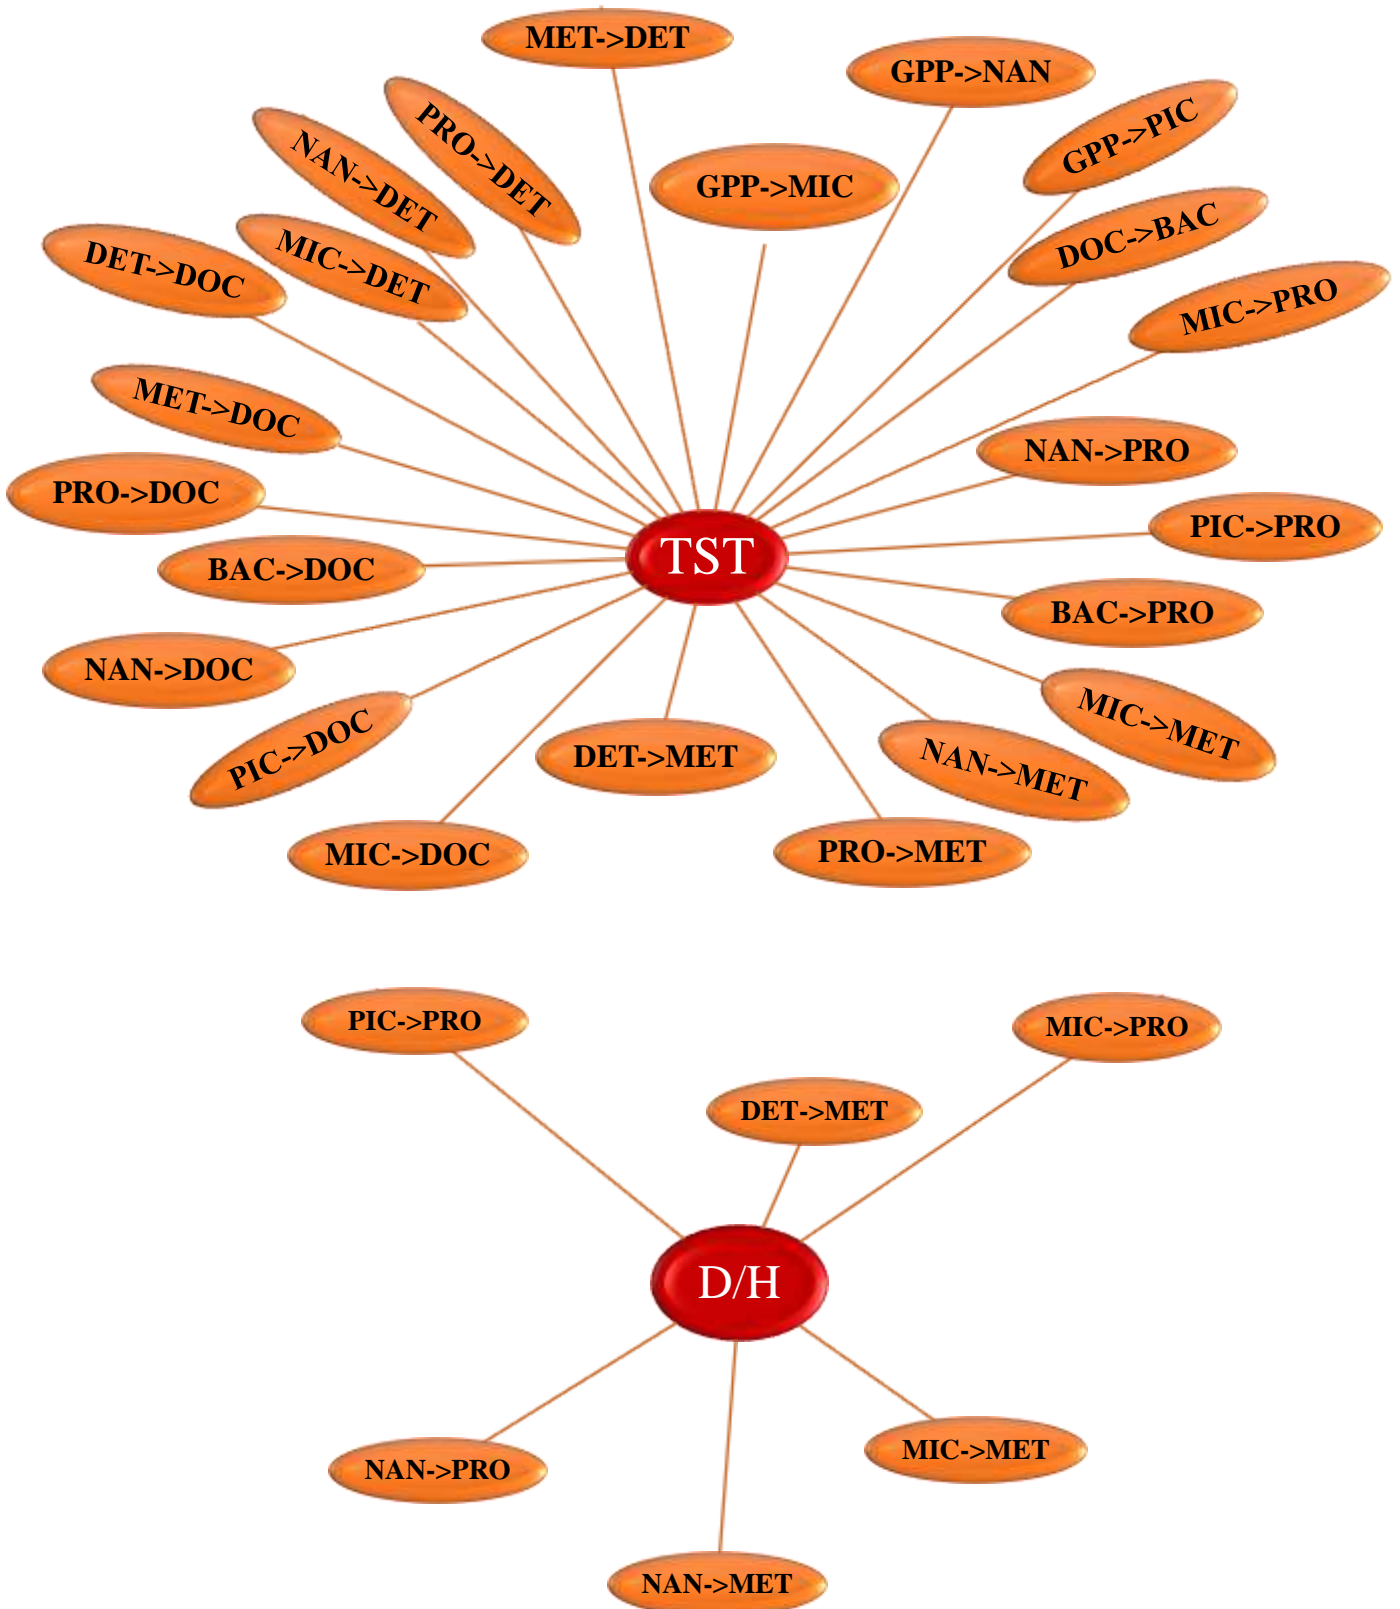 MET->DET
GPP->NAN
PRO->DET
GPP->PIC
NAN->DET
GPP->MIC
DOC->BAC
MIC->DET
DET->DOC
MIC->PRO
MET->DOC
NAN->PRO
PRO->DOC
PIC->PRO
TST
BAC->DOC
BAC->PRO
NAN->DOC
MIC->MET
PIC->DOC
DET->MET
NAN->MET
MIC->DOC
PRO->MET
PIC->PRO
MIC->PRO
DET->MET
D/H
MIC->MET
NAN->PRO
NAN->MET